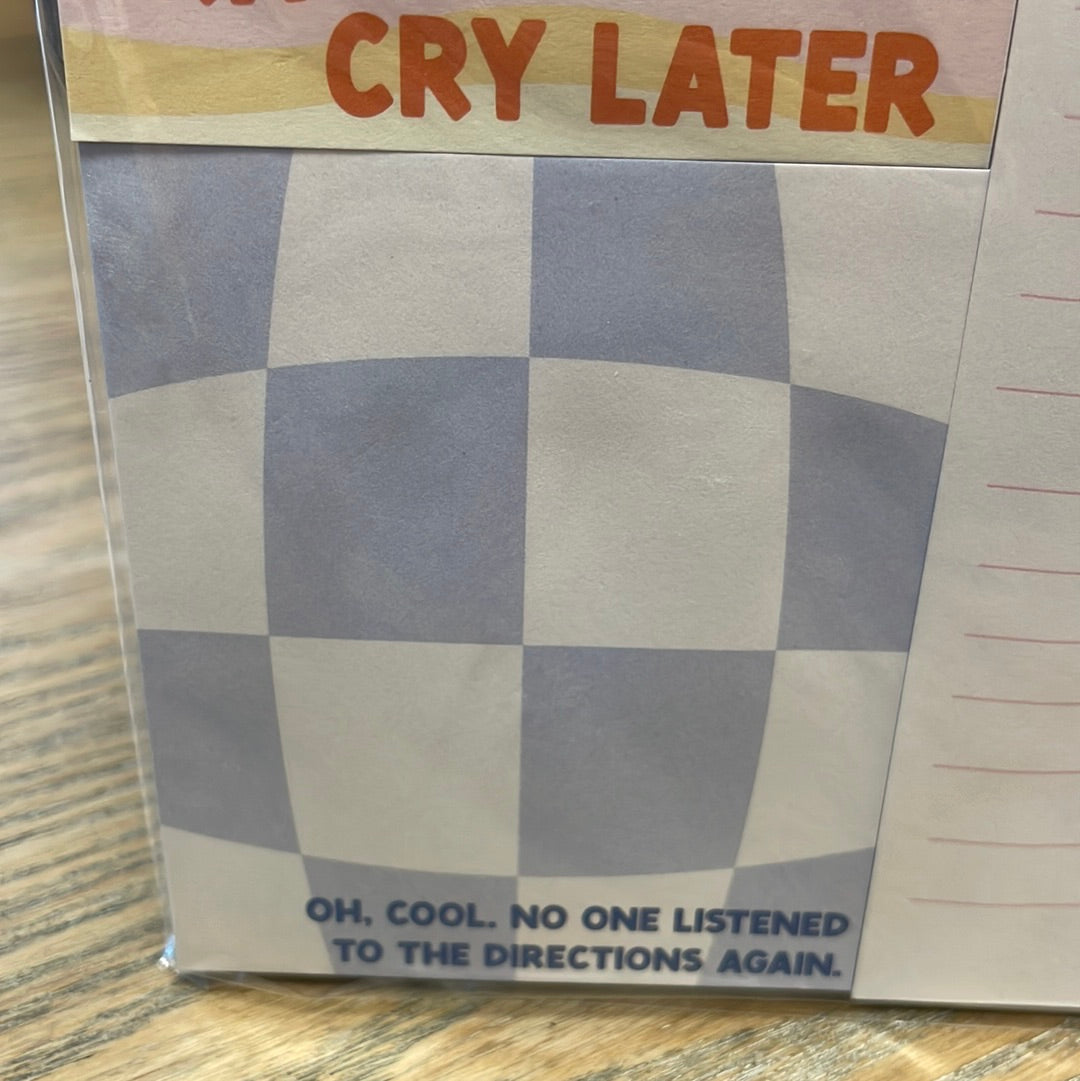 CRY LATER
OH, COOL. NO ONE LISTENED
TO THE DIRECTIONS AGAIN.